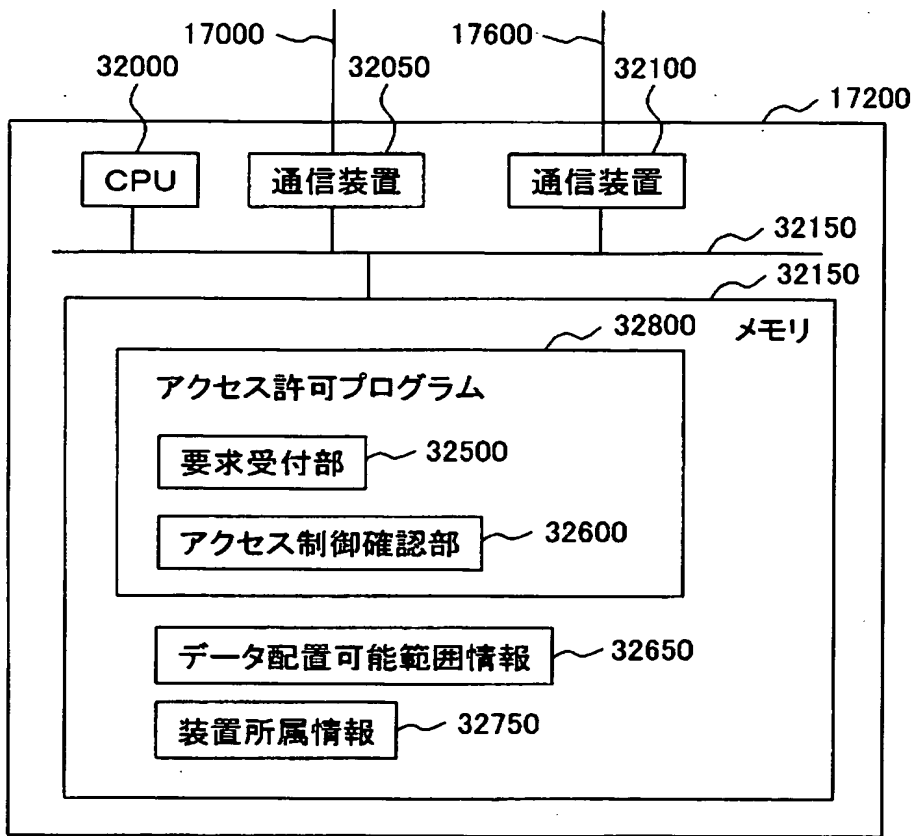 17000
17600
32000
32050
32100
17200
CPU
通信装置
通信装置
32150
32150
メモリ
32800
アクセス許可プログラム
要求受付部
32500
アクセス制御確認部
32600
データ配置可能範囲情報
32650
装置所属情報
32750